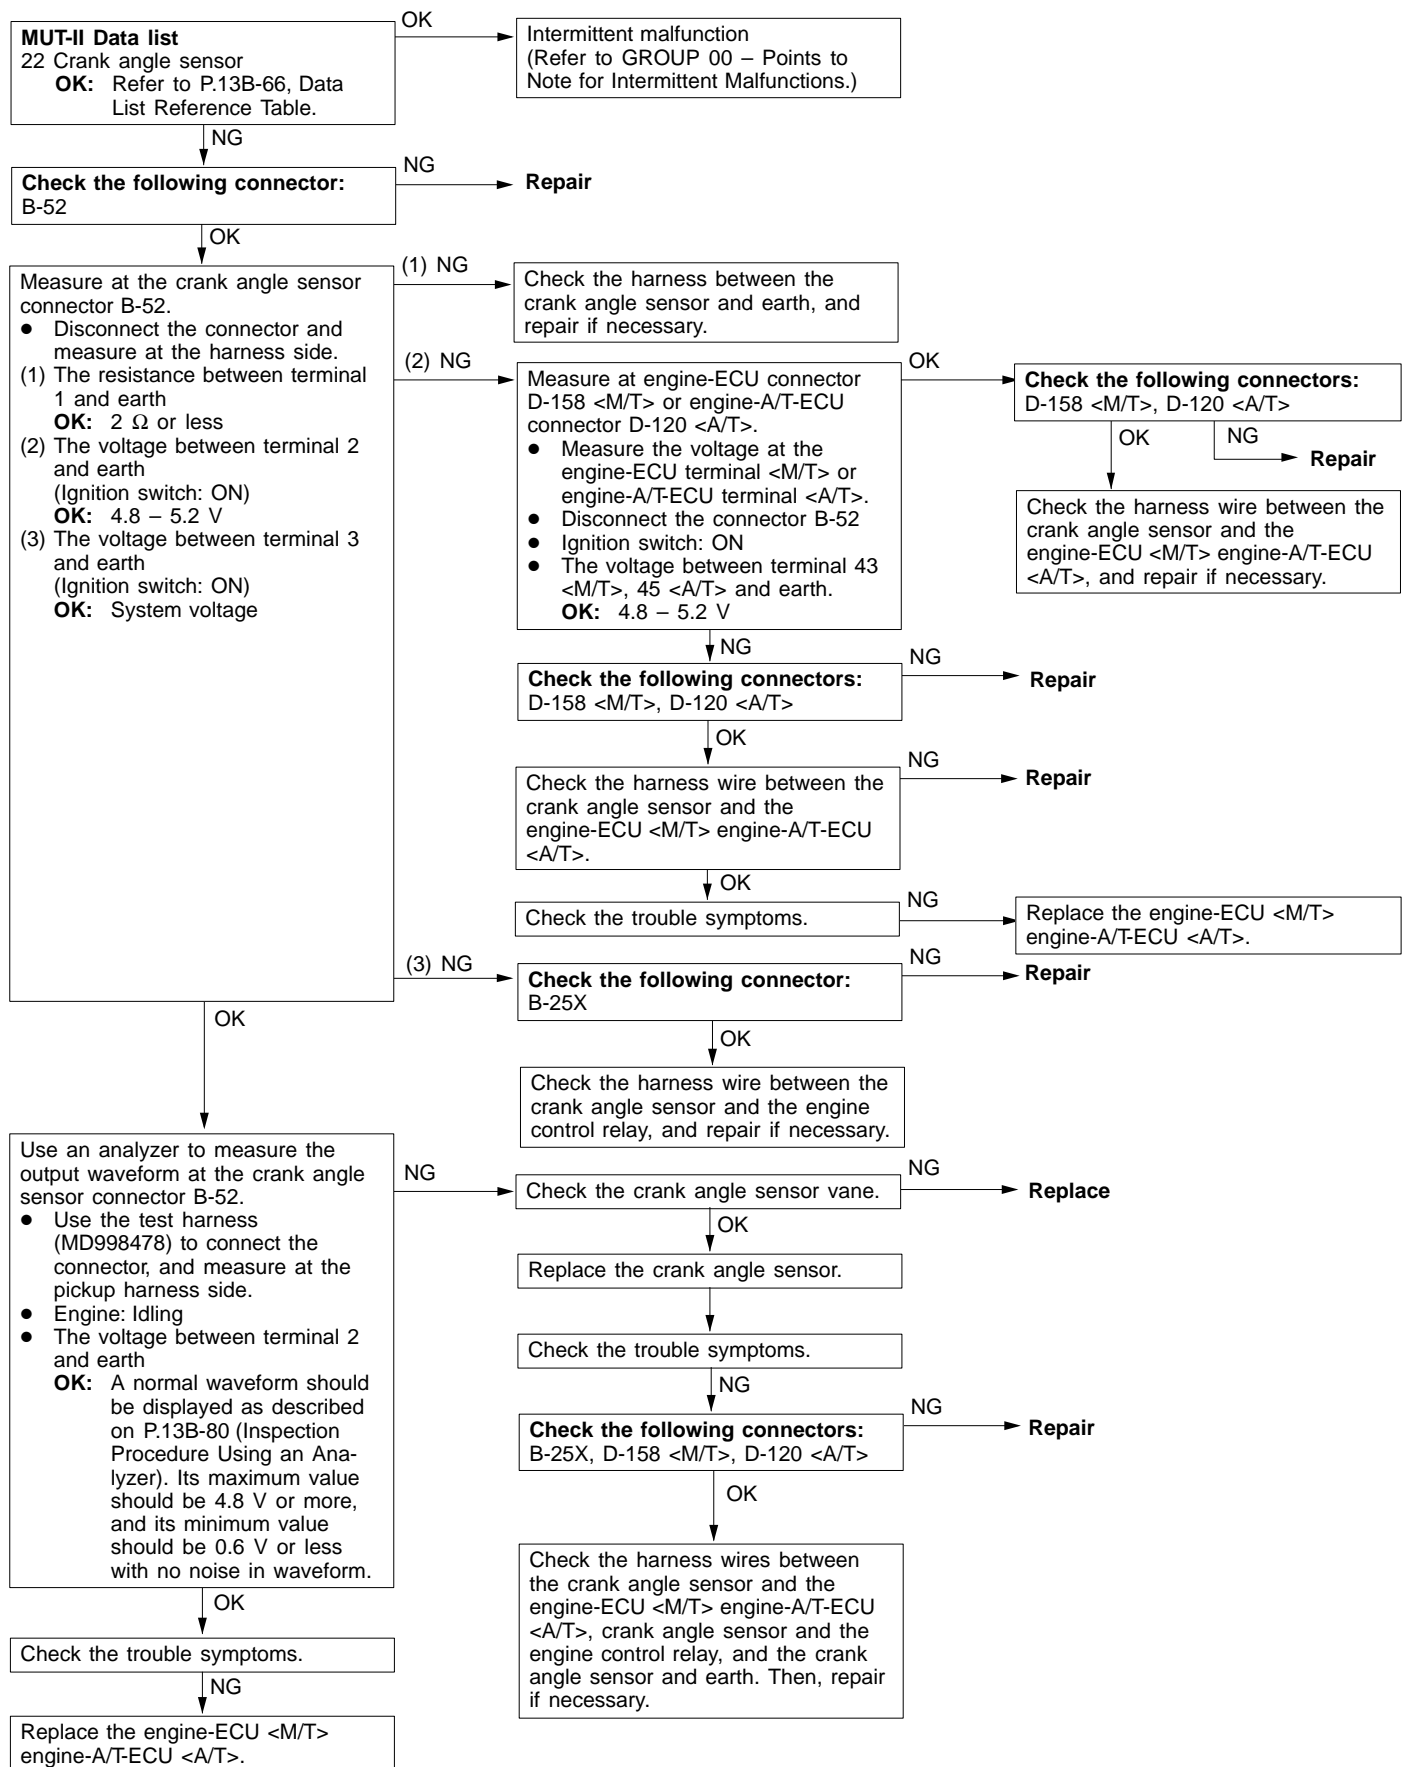 MUT-II Data list
22 Crank angle sensor
OK: Refer to P.13B-66, Data
List Reference Table.
OK
Intermittent malfunction
(Refer to GROUP 00 – Points to
Note for Intermittent Malfunctions.)
NG
Check the following connector:
B-52
NG
Repair
OK
Measure at the crank angle sensor
connector B-52.
● Disconnect the connector and
measure at the harness side.
(1) The resistance between terminal
1 and earth
OK: 2 Ω or less
(2) The voltage between terminal 2
and earth
(Ignition switch: ON)
OK: 4.8 – 5.2 V
(3) The voltage between terminal 3
and earth
(Ignition switch: ON)
OK: System voltage
(1) NG
Check the harness between the
crank angle sensor and earth, and
repair if necessary.
(2) NG
Measure at engine-ECU connector
D-158 <M/T> or engine-A/T-ECU
connector D-120 <A/T>.
● Measure the voltage at the
engine-ECU terminal <M/T> or
engine-A/T-ECU terminal <A/T>.
● Disconnect the connector B-52
● Ignition switch: ON
● The voltage between terminal 43
<M/T>, 45 <A/T> and earth.
OK: 4.8 – 5.2 V
OK
Check the following connectors:
D-158 <M/T>, D-120 <A/T>
OK
NG
Repair
Check the harness wire between the
crank angle sensor and the
engine-ECU <M/T> engine-A/T-ECU
<A/T>, and repair if necessary.
NG
Check the following connectors:
D-158 <M/T>, D-120 <A/T>
NG
Repair
OK
Check the harness wire between the
crank angle sensor and the
engine-ECU <M/T> engine-A/T-ECU
<A/T>.
NG
Repair
OK
Check the trouble symptoms.
NG
Replace the engine-ECU <M/T>
engine-A/T-ECU <A/T>.
(3) NG
Check the following connector:
B-25X
NG
Repair
OK
Check the harness wire between the
crank angle sensor and the engine
control relay, and repair if necessary.
OK
Use an analyzer to measure the
output waveform at the crank angle
sensor connector B-52.
● Use the test harness
(MD998478) to connect the
connector, and measure at the
pickup harness side.
● Engine: Idling
● The voltage between terminal 2
and earth
OK: A normal waveform should
be displayed as described
on P.13B-80 (Inspection
Procedure Using an Ana-
lyzer). Its maximum value
should be 4.8 V or more,
and its minimum value
should be 0.6 V or less
with no noise in waveform.
NG
Check the crank angle sensor vane.
NG
Replace
OK
Replace the crank angle sensor.
Check the trouble symptoms.
NG
Check the following connectors:
B-25X, D-158 <M/T>, D-120 <A/T>
NG
Repair
OK
Check the harness wires between
the crank angle sensor and the
engine-ECU <M/T> engine-A/T-ECU
<A/T>, crank angle sensor and the
engine control relay, and the crank
angle sensor and earth. Then, repair
if necessary.
OK
Check the trouble symptoms.
NG
Replace the engine-ECU <M/T>
engine-A/T-ECU <A/T>.